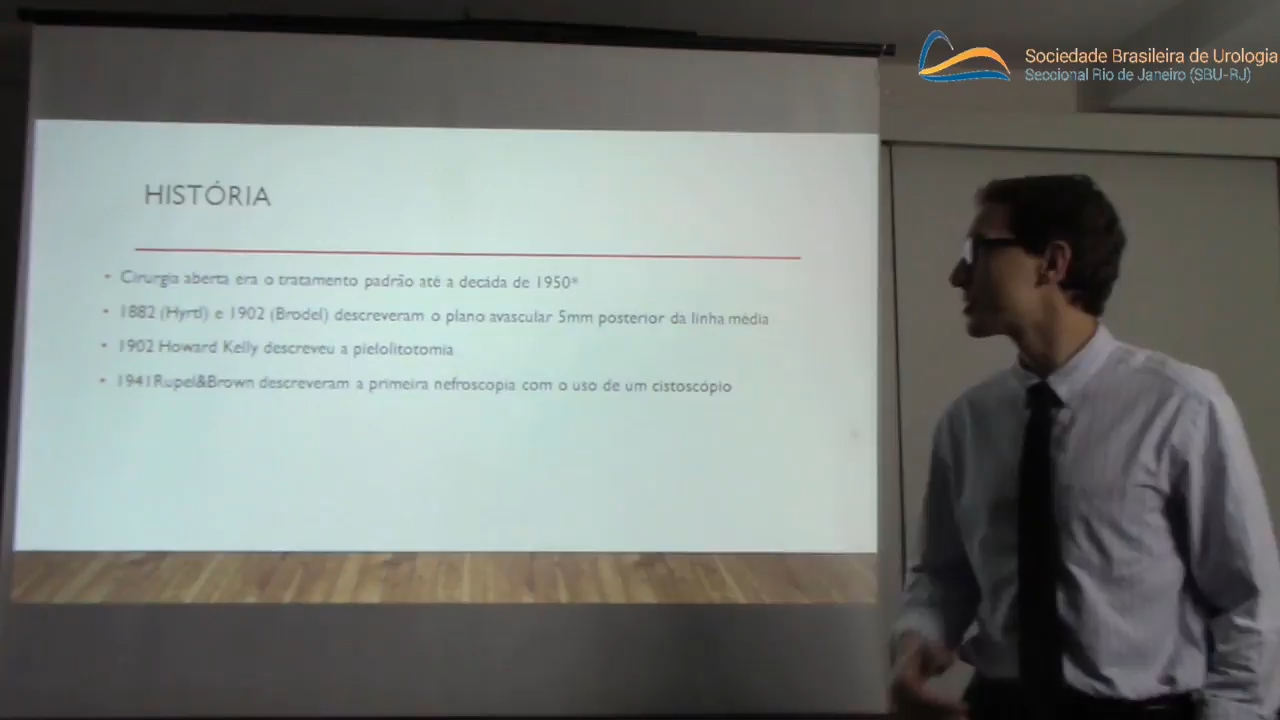 Sociedade Brasileira de Urologia
Seccional Rio de Janeiro (SBU-RJ)
HISTÓRIA
• Cirurgia aberta era o tratamento padrão até a decáda de 1950*
• 1882 (Hyrtl) e 1902 (Brodel) descreveram o plano avascular 5mm posterior da linha média
• 1902 Howard Kelly descreveu a pielolitotomia
• 1941Rupel&Brown descreveram a primeira nefroscopia com o uso de um cistoscópio